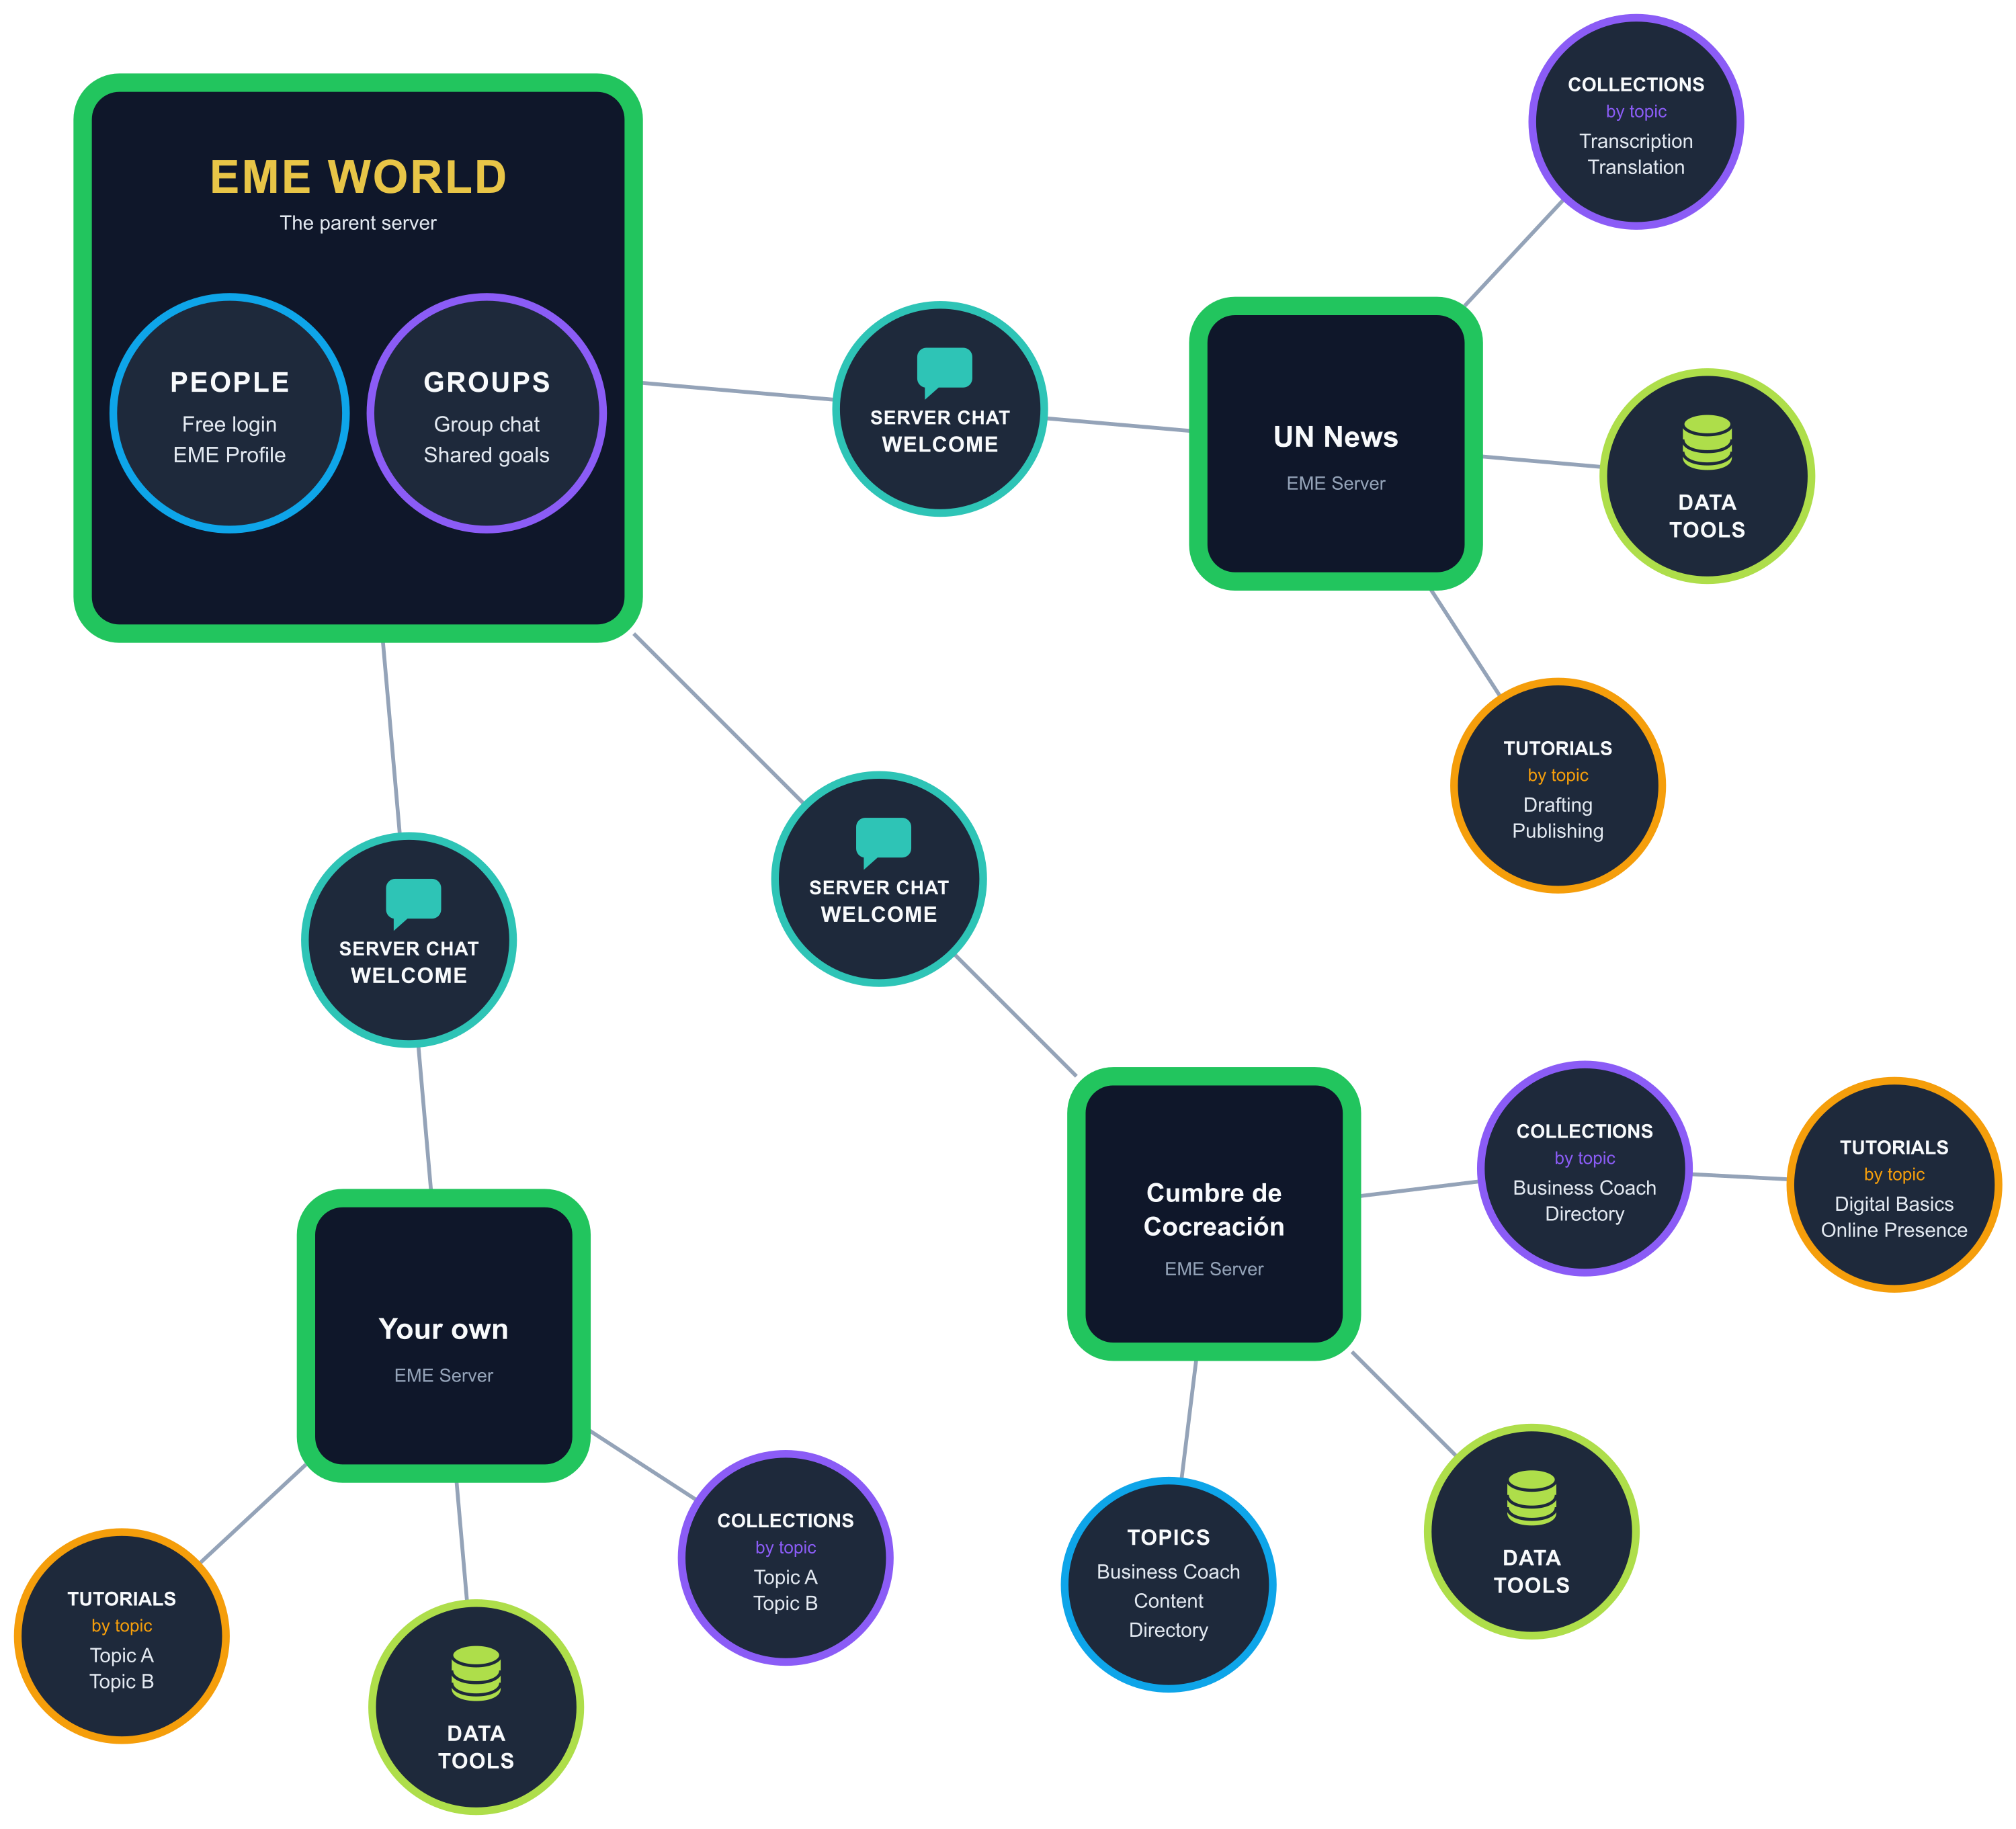 EME WORLD
The parent server
PEOPLE
Free login
EME Profile
GROUPS
Group chat
Shared goals
SERVER CHAT
WELCOME
UN News
EME Server
COLLECTIONS
by topic
Transcription
Translation
DATA
TOOLS
TUTORIALS
by topic
Drafting
Publishing
SERVER CHAT
WELCOME
Cumbre de
Cocreación
EME Server
COLLECTIONS
by topic
Business Coach
Directory
TUTORIALS
by topic
Digital Basics
Online Presence
DATA
TOOLS
TOPICS
Business Coach
Content
Directory
SERVER CHAT
WELCOME
Your own
EME Server
COLLECTIONS
by topic
Topic A
Topic B
DATA
TOOLS
TUTORIALS
by topic
Topic A
Topic B